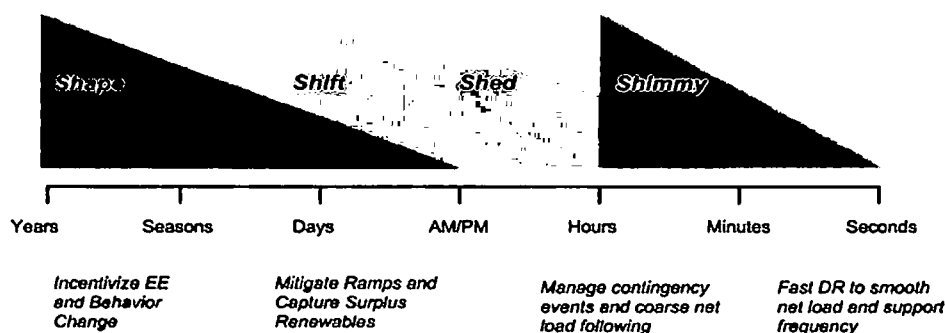 Shape
Shift
Shed
Shimmy
Years
Seasons
Days
AM/PM
Hours
Minutes
Seconds
Incentivize EE
and Behavior
Change
Mitigate Ramps and
Capture Surplus
Renewables
Manage contingency
events and coarse net
load following
Fast DR to smooth
net load and support
frequency